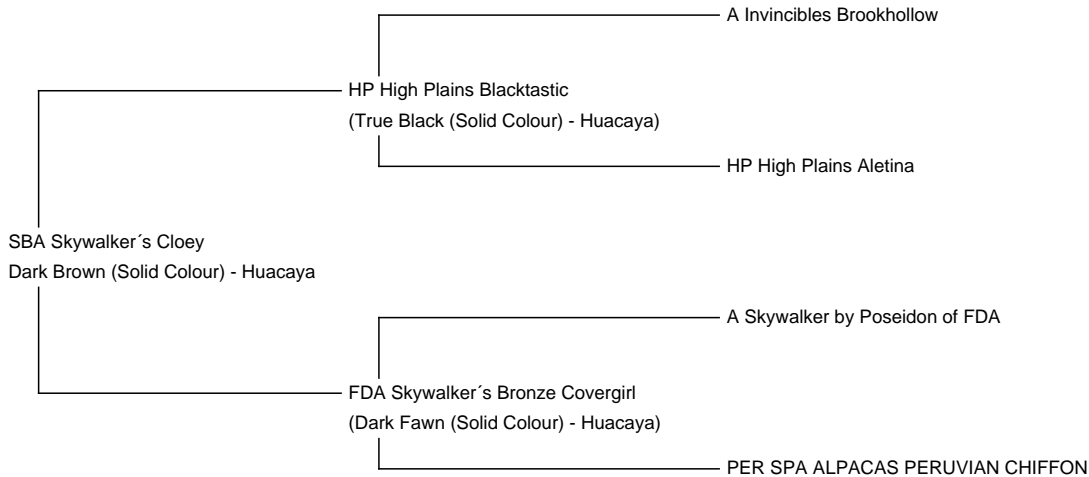 A Invincibles Brookhollow
HP High Plains Blacktastic
(True Black (Solid Colour) - Huacaya)
HP High Plains Aletina
SBA Skywalker´s Cloey
Dark Brown (Solid Colour) - Huacaya
A Skywalker by Poseidon of FDA
FDA Skywalker´s Bronze Covergirl
(Dark Fawn (Solid Colour) - Huacaya)
PER SPA ALPACAS PERUVIAN CHIFFON